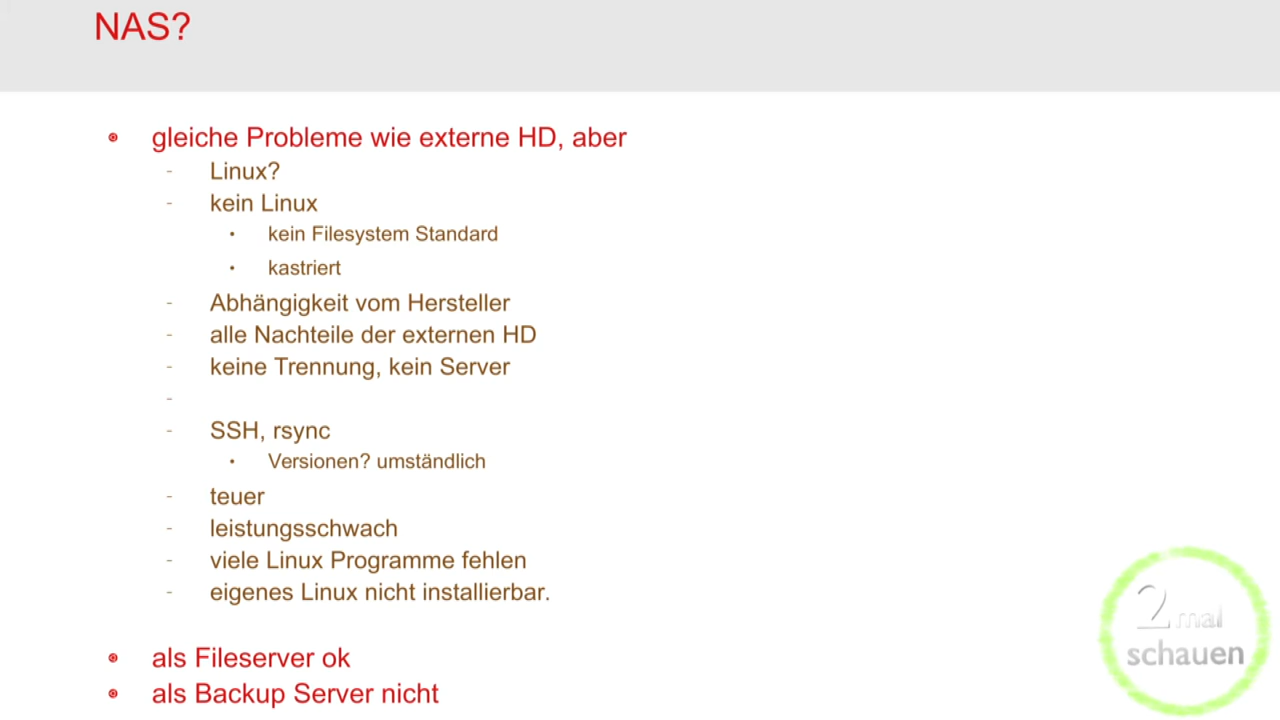 NAS?
gleiche Probleme wie externe HD, aber
- Linux?
- kein Linux
• kein Filesystem Standard
• kastriert
- Abhängigkeit vom Hersteller
- alle Nachteile der externen HD
- keine Trennung, kein Server
-
- SSH, rsync
• Versionen? umständlich
- teuer
- leistungsschwach
- viele Linux Programme fehlen
- eigenes Linux nicht installierbar.
als Fileserver ok
als Backup Server nicht
2 mal
schauen